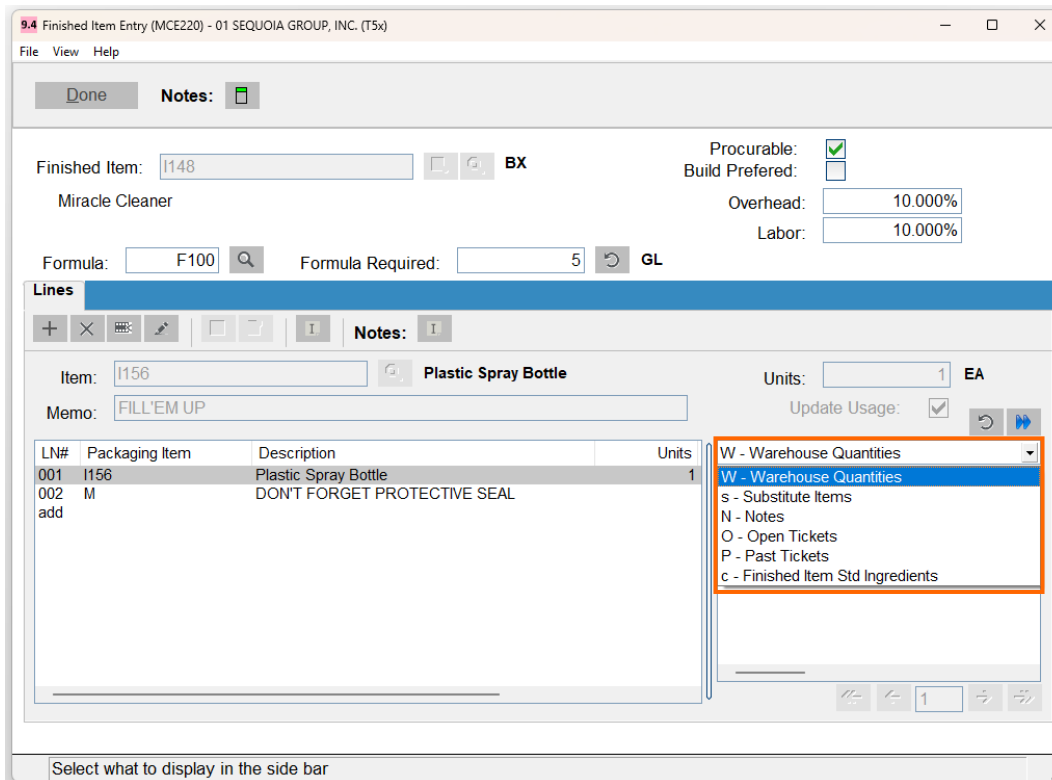 9.4 Finished Item Entry (MCE220) - 01 SEQUOIA GROUP, INC. (T5x)
File View Help
Done Notes:
Procurable:
Finished Item: I148 BX
Build Prefered:
Miracle Cleaner
Overhead: 10.000%
Labor: 10.000%
Formula: F100 Formula Required: 5 GL
Lines
I Notes: I
Item: I156 G Plastic Spray Bottle Units: 1 EA
Memo: FILL'EM UP Update Usage:
LN# Packaging Item Description Units W - Warehouse Quantities
001 I156 Plastic Spray Bottle 1 W - Warehouse Quantities
002 M DON'T FORGET PROTECTIVE SEAL s - Substitute Items
add N - Notes
O - Open Tickets
P - Past Tickets
c - Finished Item Std Ingredients
1
Select what to display in the side bar